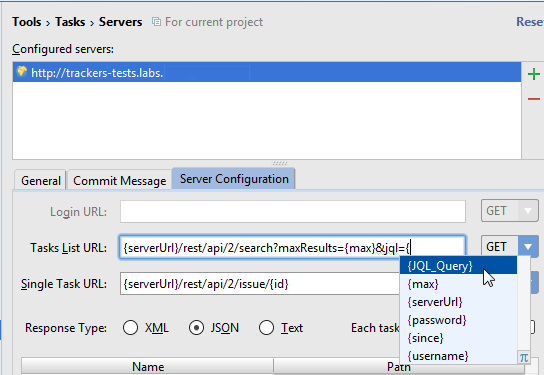 Tools › Tasks › Servers For current project Rese
Configured servers:
http://trackers-tests.labs.
General Commit Message Server Configuration
Login URL: GET
Tasks List URL: {serverUrl}/rest/api/2/search?maxResults={max}&jql={ GET
{JQL_Query}
Single Task URL: {serverUrl}/rest/api/2/issue/{id}
{max}
{serverUrl}
Response Type: XML JSON Text Each task
{password}
{since}
{username} π
Name Path